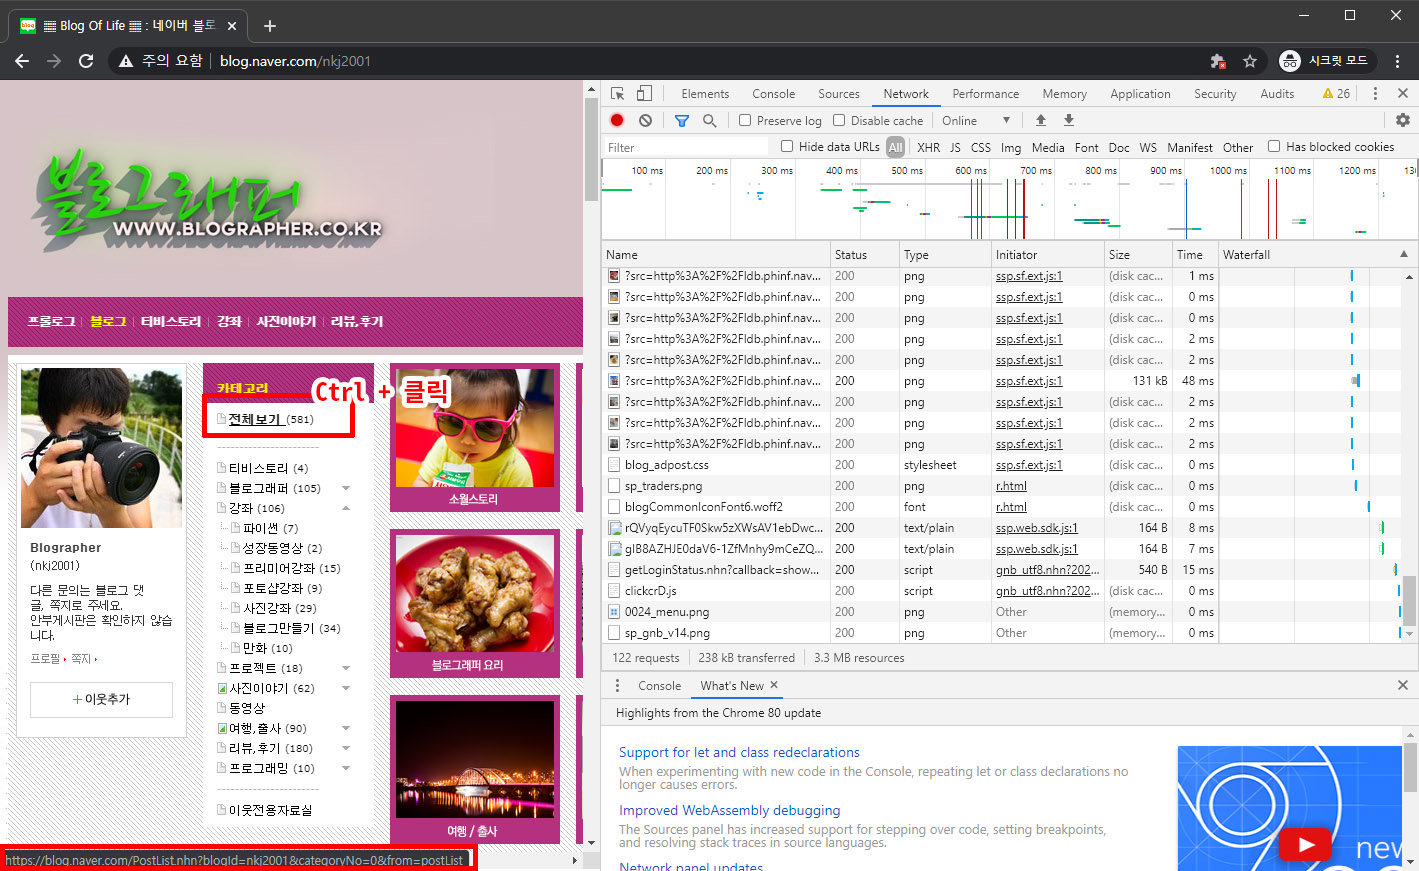 ▦ Blog Of Life ▦ : 네이버 블로
주의 요함 | blog.naver.com/nkj2001
시크릿 모드
블로그래퍼
WWW.BLOGRAPHER.CO.KR
프롤로그 | 블로그 | 티비스토리 | 강좌 | 사진이야기 | 리뷰,후기
Blographer
(nkj2001)
다른 문의는 블로그 댓
글, 쪽지로 주세요.
안부게시판은 확인하지 않습
니다.
프로필 쪽지
+ 이웃추가
카테고리
Ctrl + 클릭
전체보기 (581)
티비스토리 (4)
블로그래퍼 (105)
강좌 (106)
파이썬 (7)
성장동영상 (2)
프리미어강좌 (15)
포토샵강좌 (9)
사진강좌 (29)
블로그만들기 (34)
만화 (10)
프로젝트 (18)
사진이야기 (62)
동영상
여행,출사 (90)
리뷰,후기 (180)
프로그래밍 (10)
이웃전용자료실
소월스토리
블로그래퍼 요리
여행 / 출사
https://blog.naver.com/PostList.nhn?blogId=nkj2001&categoryNo=0&from=postList
Elements Console Sources Network Performance Memory Application Security Audits 26
Preserve log Disable cache Online
Filter Hide data URLs All XHR JS CSS Img Media Font Doc WS Manifest Other Has blocked cookies
100 ms 200 ms 300 ms 400 ms 500 ms 600 ms 700 ms 800 ms 900 ms 1000 ms 1100 ms 1200 ms 130
Name Status Type Initiator Size Time Waterfall
?src=http%3A%2F%2Fldb.phinf.nav... 200 png ssp.sf.ext.js:1 (disk cac... 1 ms
?src=http%3A%2F%2Fldb.phinf.nav... 200 png ssp.sf.ext.js:1 (disk cac... 0 ms
?src=http%3A%2F%2Fldb.phinf.nav... 200 png ssp.sf.ext.js:1 (disk cac... 0 ms
?src=http%3A%2F%2Fldb.phinf.nav... 200 png ssp.sf.ext.js:1 (disk cac... 2 ms
?src=http%3A%2F%2Fldb.phinf.nav... 200 png ssp.sf.ext.js:1 (disk cac... 2 ms
?src=http%3A%2F%2Fldb.phinf.nav... 200 png ssp.sf.ext.js:1 131 kB 48 ms
?src=http%3A%2F%2Fldb.phinf.nav... 200 png ssp.sf.ext.js:1 (disk cac... 0 ms
?src=http%3A%2F%2Fldb.phinf.nav... 200 png ssp.sf.ext.js:1 (disk cac... 2 ms
?src=http%3A%2F%2Fldb.phinf.nav... 200 png ssp.sf.ext.js:1 (disk cac... 2 ms
blog_adpost.css 200 stylesheet ssp.sf.ext.js:1 (disk cac... 0 ms
sp_traders.png 200 png r.html (disk cac... 0 ms
blogCommonIconFont6.woff2 200 font r.html (disk cac... 0 ms
rQVyqEycuTF0Skw5zXWsAV1ebDwc... 200 text/plain ssp.web.sdk.js:1 164 B 8 ms
gIB8AZHJE0daV6-1ZfMnhy9mCeZQ... 200 text/plain ssp.web.sdk.js:1 164 B 7 ms
getLoginStatus.nhn?callback=show... 200 script gnb_utf8.nhn?202... 540 B 15 ms
clickcrD.js 200 script gnb_utf8.nhn?202... (disk cac... 0 ms
0024_menu.png 200 png Other (memory... 0 ms
sp_gnb_v14.png 200 png Other (memory... 0 ms
122 requests | 238 kB transferred | 3.3 MB resources
Console What's New
Highlights from the Chrome 80 update
Support for let and class redeclarations
When experimenting with new code in the Console, repeating let or class declarations no
longer causes errors.
Improved WebAssembly debugging
The Sources panel has increased support for stepping over code, setting breakpoints,
and resolving stack traces in source languages.
Network panel updates
new